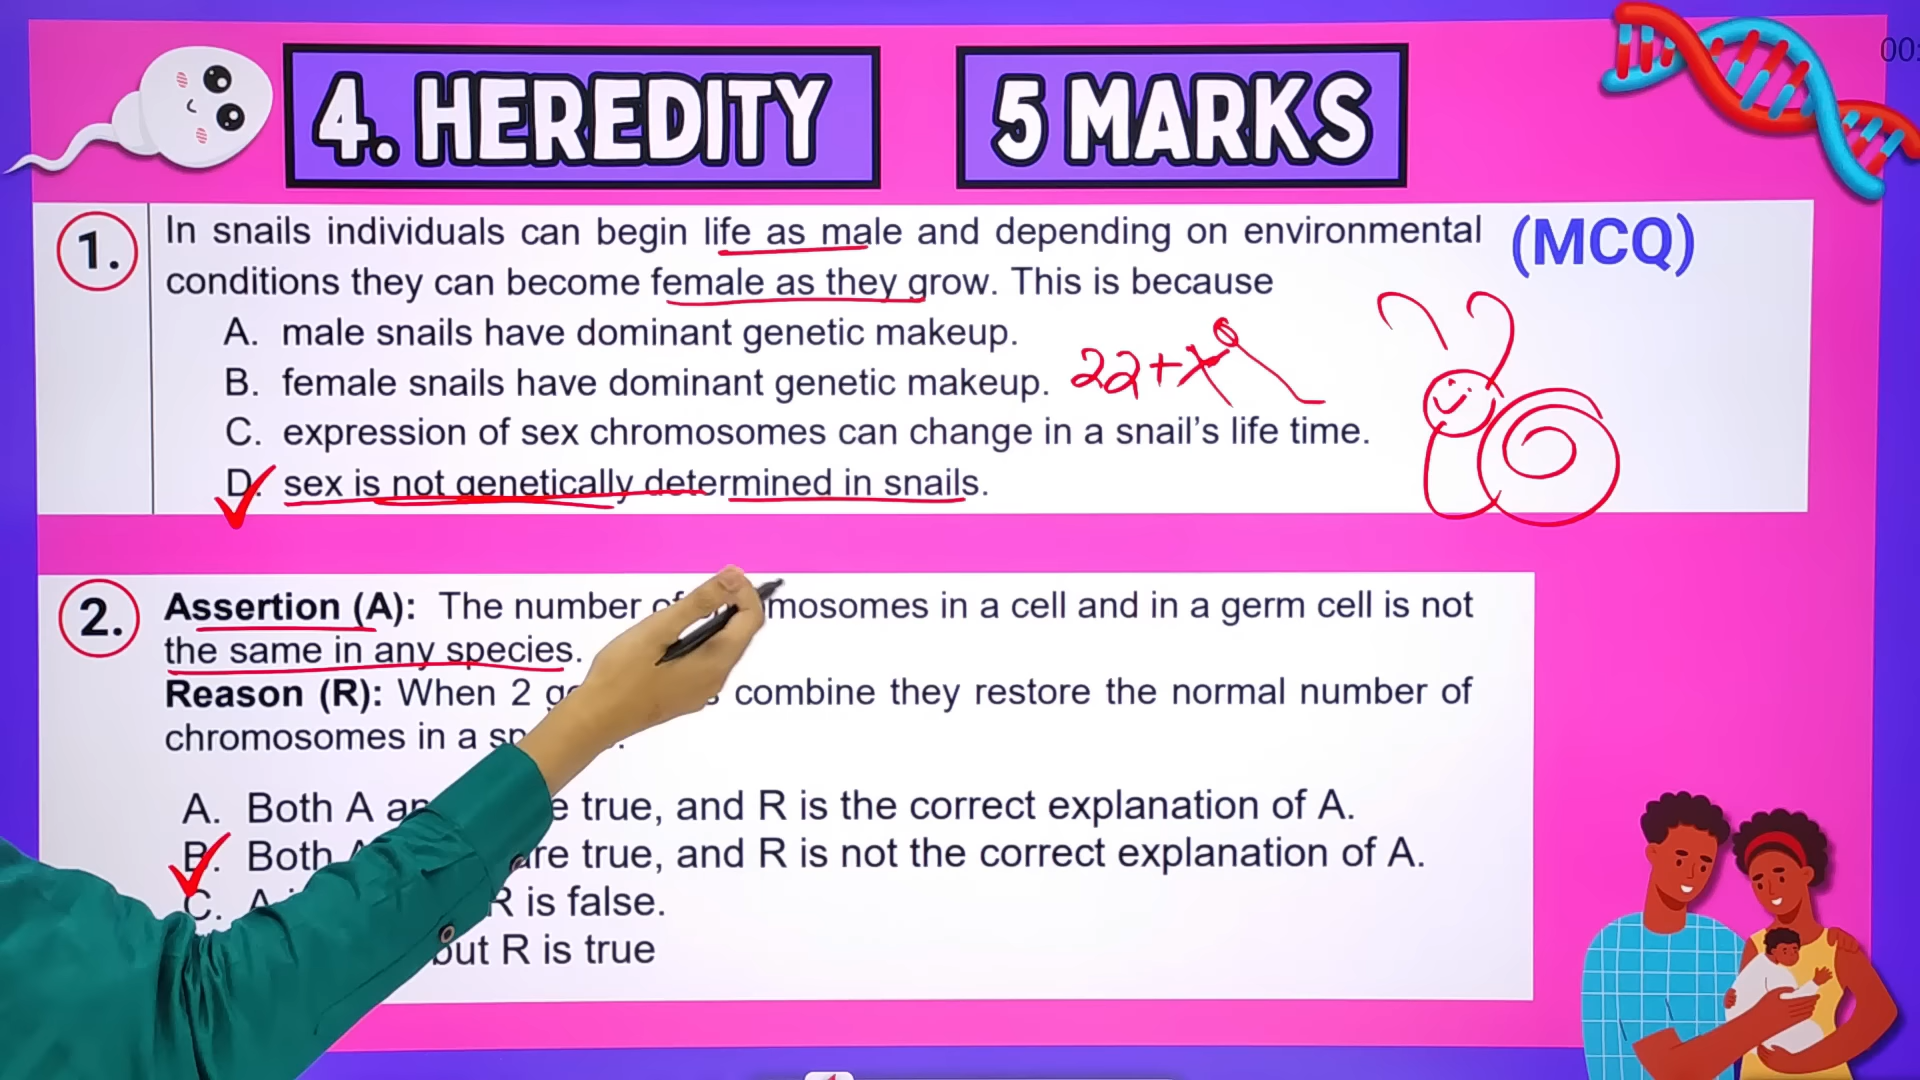 4. HEREDITY
5 MARKS
00:
1. In snails individuals can begin life as male and depending on environmental (MCQ)
conditions they can become female as they grow. This is because
A. male snails have dominant genetic makeup.
B. female snails have dominant genetic makeup. 22+
C. expression of sex chromosomes can change in a snail's life time.
D. sex is not genetically determined in snails.
2. Assertion (A): The number mosomes in a cell and in a germ cell is not
the same in any species.
Reason (R): When 2 combine they restore the normal number of
chromosomes in a
A. Both A true, and R is the correct explanation of A.
B. Both are true, and R is not the correct explanation of A.
C. A R is false.
but R is true